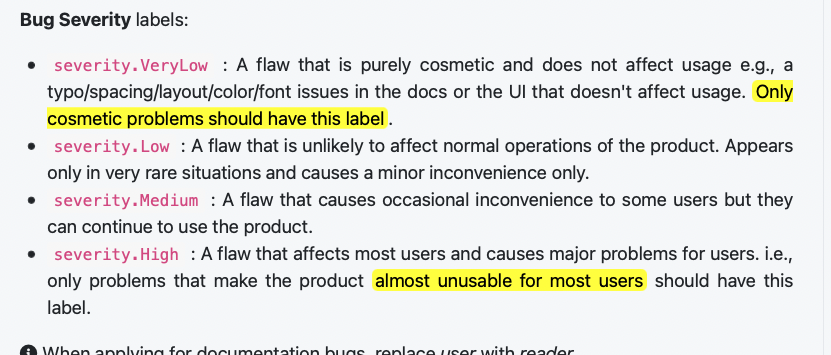 Bug Severity labels:
severity.VeryLow : A flaw that is purely cosmetic and does not affect usage e.g., a
typo/spacing/layout/color/font issues in the docs or the UI that doesn't affect usage. Only
cosmetic problems should have this label.
severity.Low : A flaw that is unlikely to affect normal operations of the product. Appears
only in very rare situations and causes a minor inconvenience only.
severity.Medium : A flaw that causes occasional inconvenience to some users but they
can continue to use the product.
severity.High : A flaw that affects most users and causes major problems for users. i.e.,
only problems that make the product almost unusable for most users should have this
label.
When applying for documentation bugs, replace user with reader.